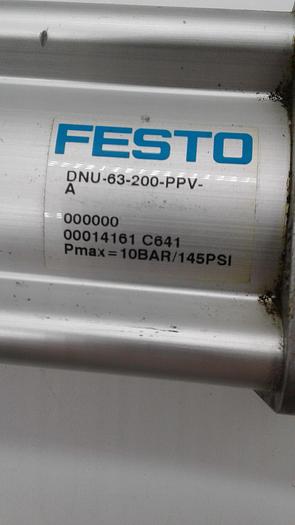 FESTO
DNU-63-200-PPV-
A
000000
00014161 C641
Pmax=10BAR/145PSI